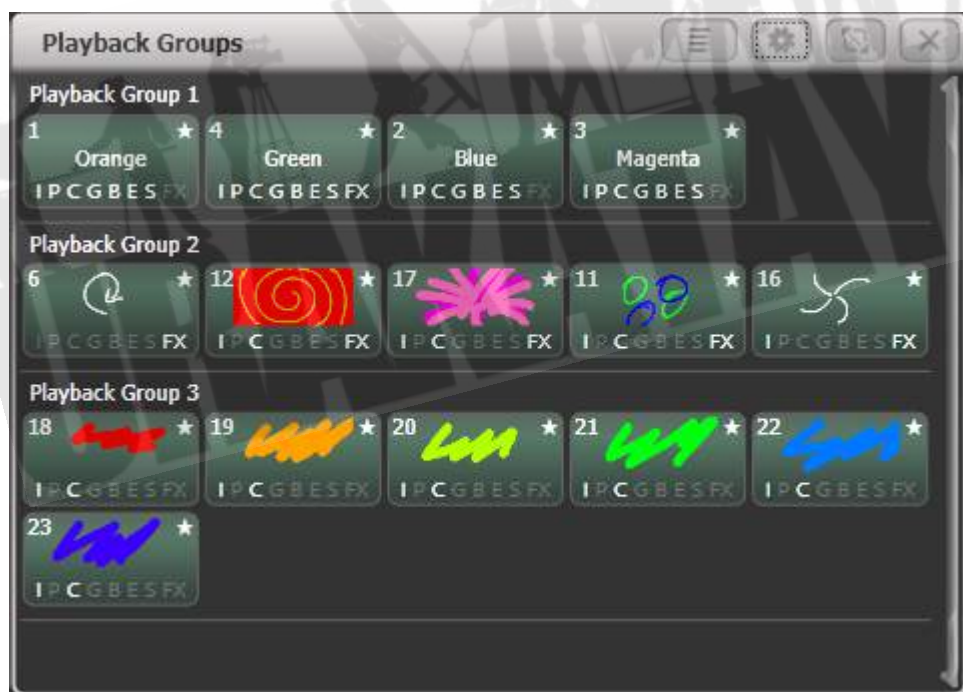 Playback Groups
Playback Group 1
1 4 2 3
Orange Green Blue Magenta
IPCGBESFX IPCGBESFX IPCGBESFX IPCGBESFX
Playback Group 2
6 12 17 11 16
IPCGBESFX IPCGBESFX IPCGBESFX IPCGBESFX IPCGBESFX
Playback Group 3
18 19 20 21 22
IPCGBESFX IPCGBESFX IPCGBESFX IPCGBESFX IPCGBESFX
23
IPCGBESFX